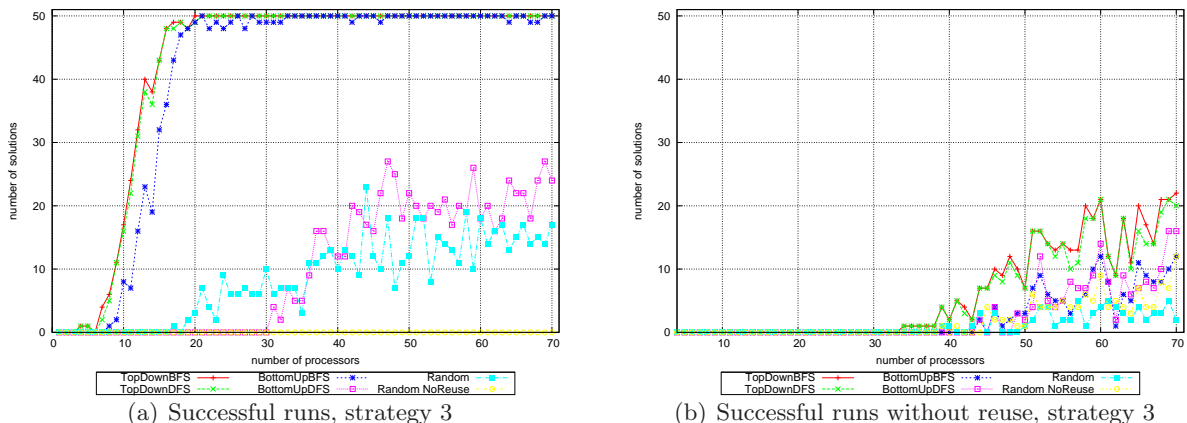 50
40
30
20
10
0
number of solutions
0 10 20 30 40 50 60 70
number of processors
TopDownBFS BottomUpBFS Random
TopDownDFS BottomUpDFS Random NoReuse
(a) Successful runs, strategy 3
50
40
30
20
10
0
number of solutions
10 20 30 40 50 60 70
number of processors
TopDownBFS BottomUpBFS Random
TopDownDFS BottomUpDFS Random NoReuse
(b) Successful runs without reuse, strategy 3